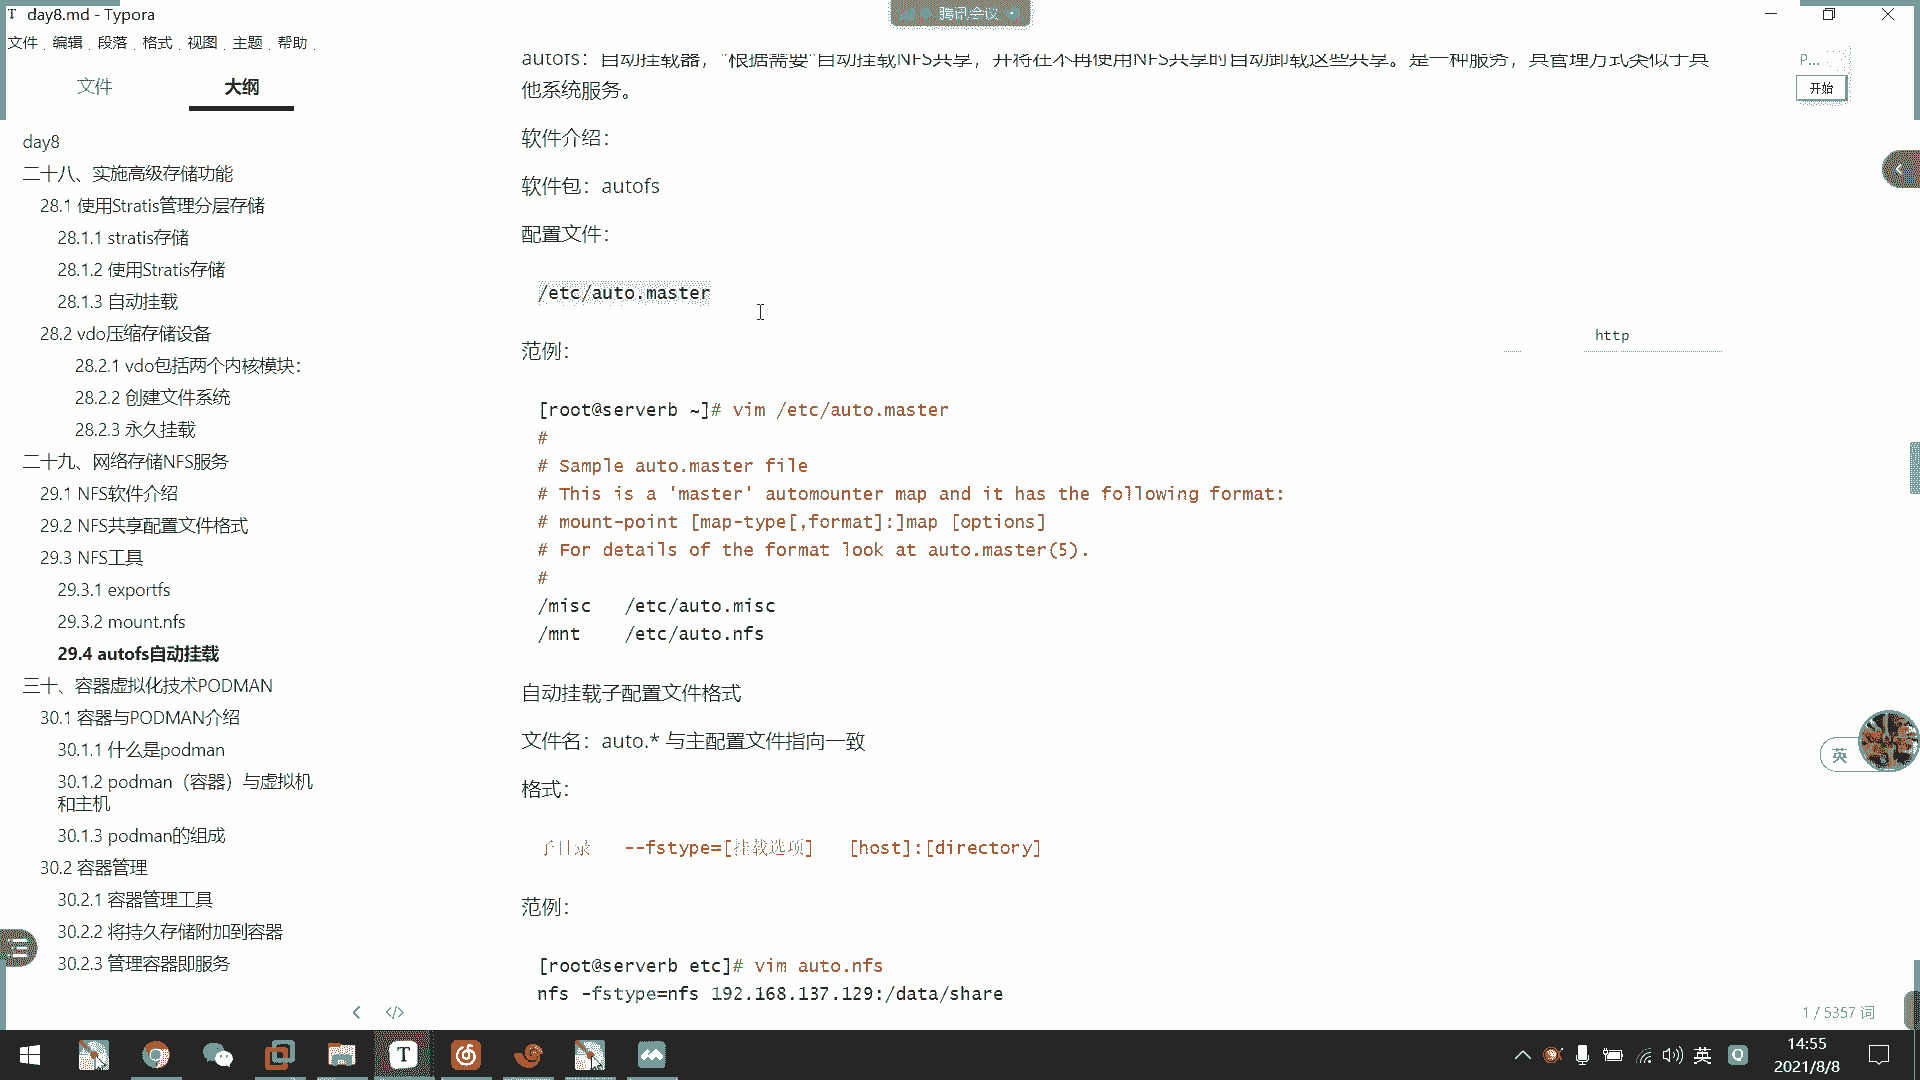 day8.md - Typora
腾讯会议
文件 编辑 段落 格式 视图 主题 帮助
文件 大纲
day8
二十八、实施高级存储功能
28.1 使用Stratis管理分层存储
28.1.1 stratis存储
28.1.2 使用Stratis存储
28.1.3 自动挂载
28.2 vdo压缩存储设备
28.2.1 vdo包括两个内核模块：
28.2.2 创建文件系统
28.2.3 永久挂载
二十九、网络存储NFS服务
29.1 NFS软件介绍
29.2 NFS共享配置文件格式
29.3 NFS工具
29.3.1 exportfs
29.3.2 mount.nfs
29.4 autofs自动挂载
三十、容器虚拟化技术PODMAN
30.1 容器与PODMAN介绍
30.1.1 什么是podman
30.1.2 podman（容器）与虚拟机
和主机
30.1.3 podman的组成
30.2 容器管理
30.2.1 容器管理工具
30.2.2 将持久存储附加到容器
30.2.3 管理容器即服务
autofs：自动挂载器，"根据需要"自动挂载NFS共享，并将在不再使用NFS共享时自动卸载这些共享。是一种服务，其管理方式类似于其
他系统服务。
软件介绍：
软件包：autofs
配置文件：
/etc/auto.master
范例：
[root@serverb ~]# vim /etc/auto.master
#
# Sample auto.master file
# This is a 'master' automounter map and it has the following format:
# mount-point [map-type[,format]:]map [options]
# For details of the format look at auto.master(5).
#
/misc /etc/auto.misc
/mnt /etc/auto.nfs
自动挂载子配置文件格式
文件名：auto.* 与主配置文件指向一致
格式：
子目录 --fstype=[挂载选项] [host]:[directory]
范例：
[root@serverb etc]# vim auto.nfs
nfs -fstype=nfs 192.168.137.129:/data/share
P...
开始
http
英
1 / 5357 词
英
14:55
2021/8/8